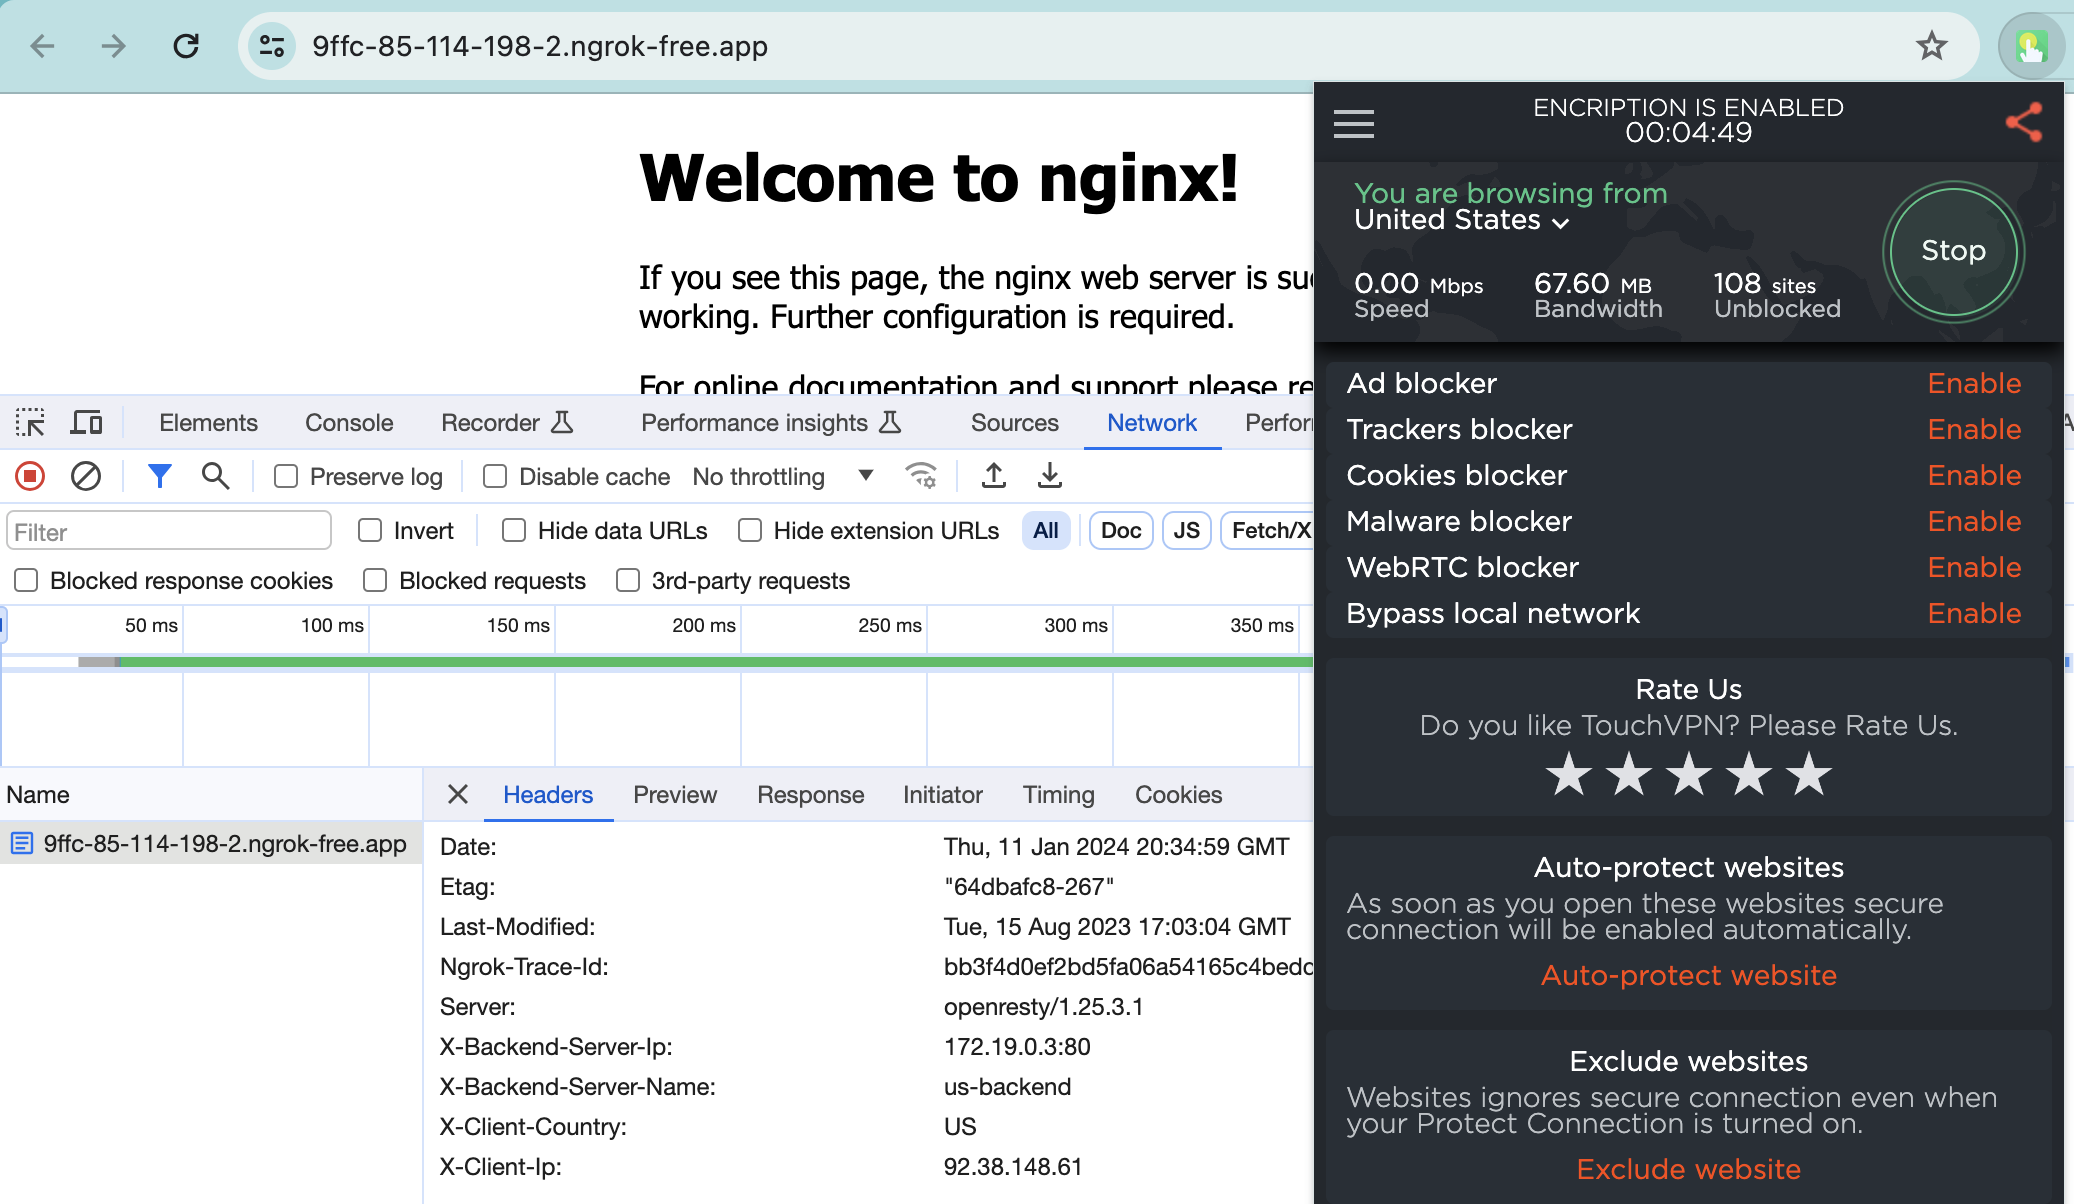 9ffc-85-114-198-2.ngrok-free.app
Welcome to nginx!
If you see this page, the nginx web server is
working. Further configuration is required.
For online documentation and support please
ENCRIPTION IS ENABLED
00:04:49
You are browsing from
United States
Stop
0.00 Mbps 67.60 MB 108 sites
Speed Bandwidth Unblocked
Ad blocker Enable
Trackers blocker Enable
Cookies blocker Enable
Malware blocker Enable
WebRTC blocker Enable
Bypass local network Enable
Rate Us
Do you like TouchVPN? Please Rate Us.
Auto-protect websites
As soon as you open these websites secure
connection will be enabled automatically.
Auto-protect website
Exclude websites
Websites ignores secure connection even when
your Protect Connection is turned on.
Exclude website
Elements Console Recorder Performance insights Sources Network
Preserve log Disable cache No throttling
Filter Invert Hide data URLs Hide extension URLs All Doc JS Fetch/X
Blocked response cookies Blocked requests 3rd-party requests
50 ms 100 ms 150 ms 200 ms 250 ms 300 ms 350 ms
Name Headers Preview Response Initiator Timing Cookies
9ffc-85-114-198-2.ngrok-free.app
Date: Thu, 11 Jan 2024 20:34:59 GMT
Etag: "64dbafc8-267"
Last-Modified: Tue, 15 Aug 2023 17:03:04 GMT
Ngrok-Trace-Id: bb3f4d0ef2bd5fa06a54165c4bedc
Server: openresty/1.25.3.1
X-Backend-Server-Ip: 172.19.0.3:80
X-Backend-Server-Name: us-backend
X-Client-Country: US
X-Client-Ip: 92.38.148.61